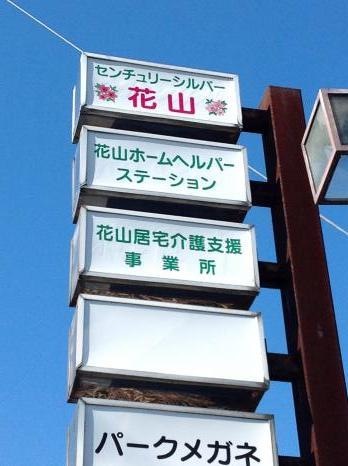 センチュリーシルバー
花山
花山ホームヘルパー
ステーション
花山居宅介護支援
事業所
パークメガネ